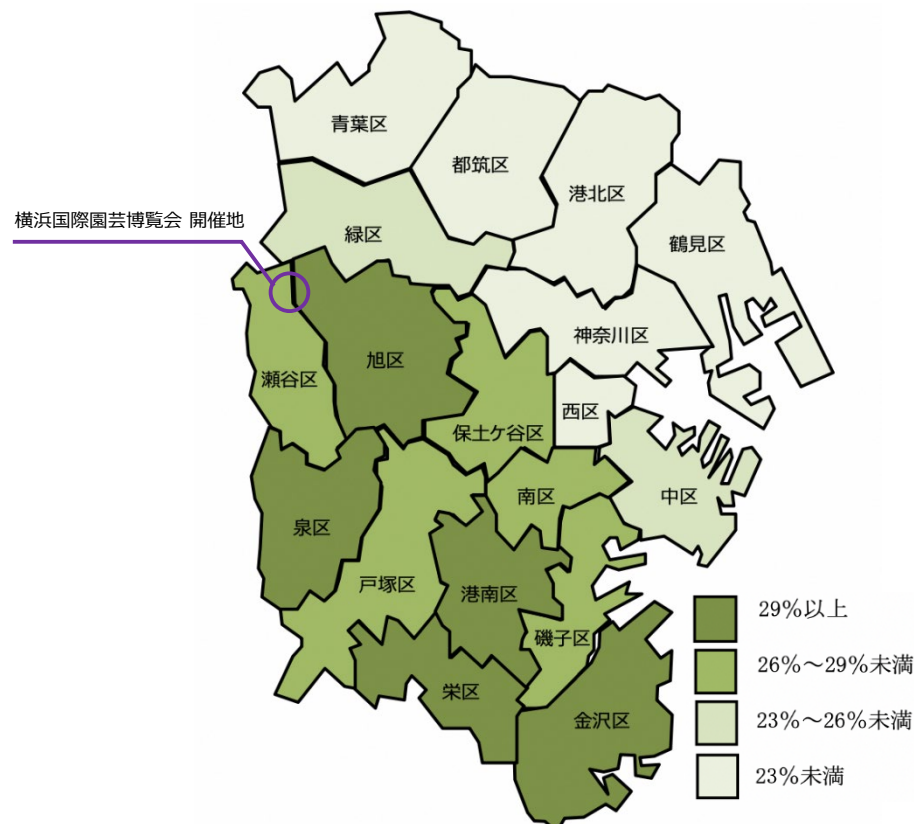 青葉区
都筑区
港北区
横浜国際園芸博覧会 開催地
緑区
鶴見区
神奈川区
旭区
瀬谷区
西区
保土ケ谷区
南区
中区
泉区
戸塚区
港南区
磯子区
栄区
金沢区
29%以上
26%～29%未満
23%～26%未満
23%未満